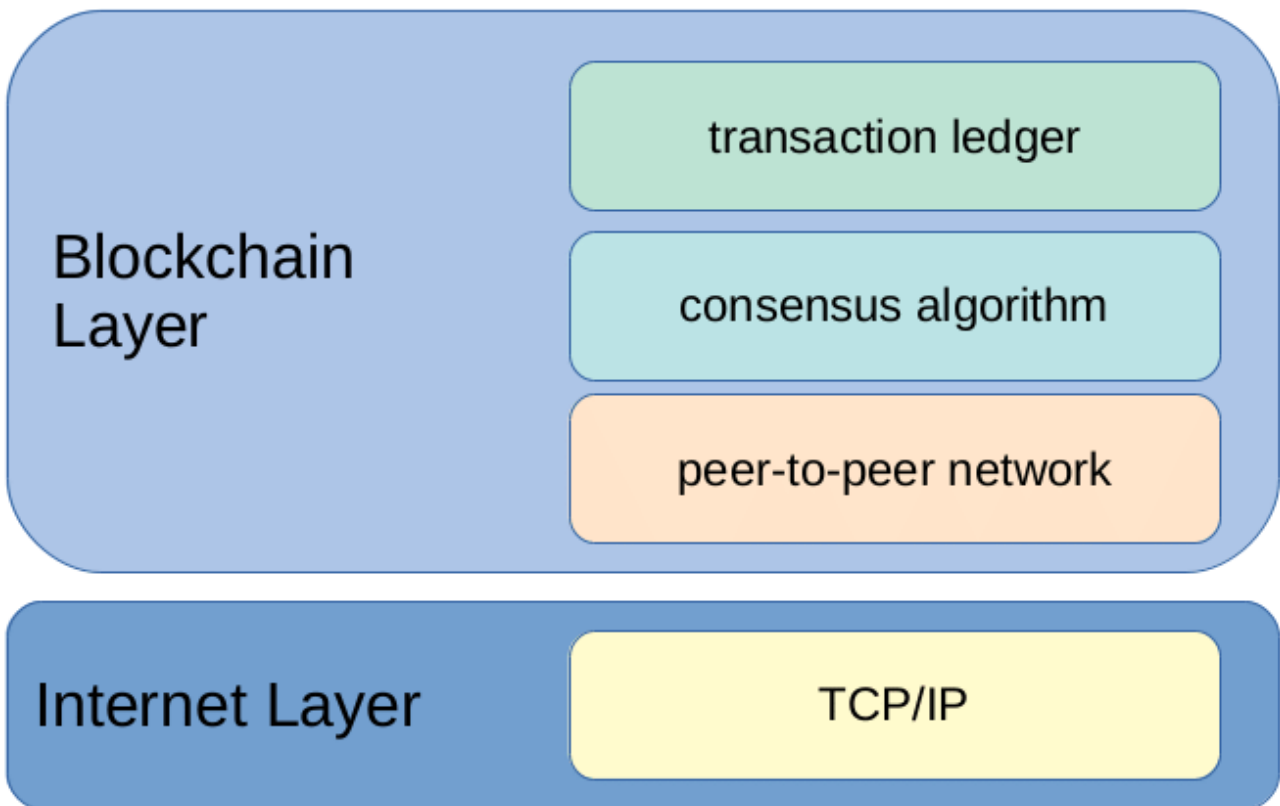 transaction ledger
Blockchain
Layer
consensus algorithm
peer-to-peer network
Internet Layer
TCP/IP